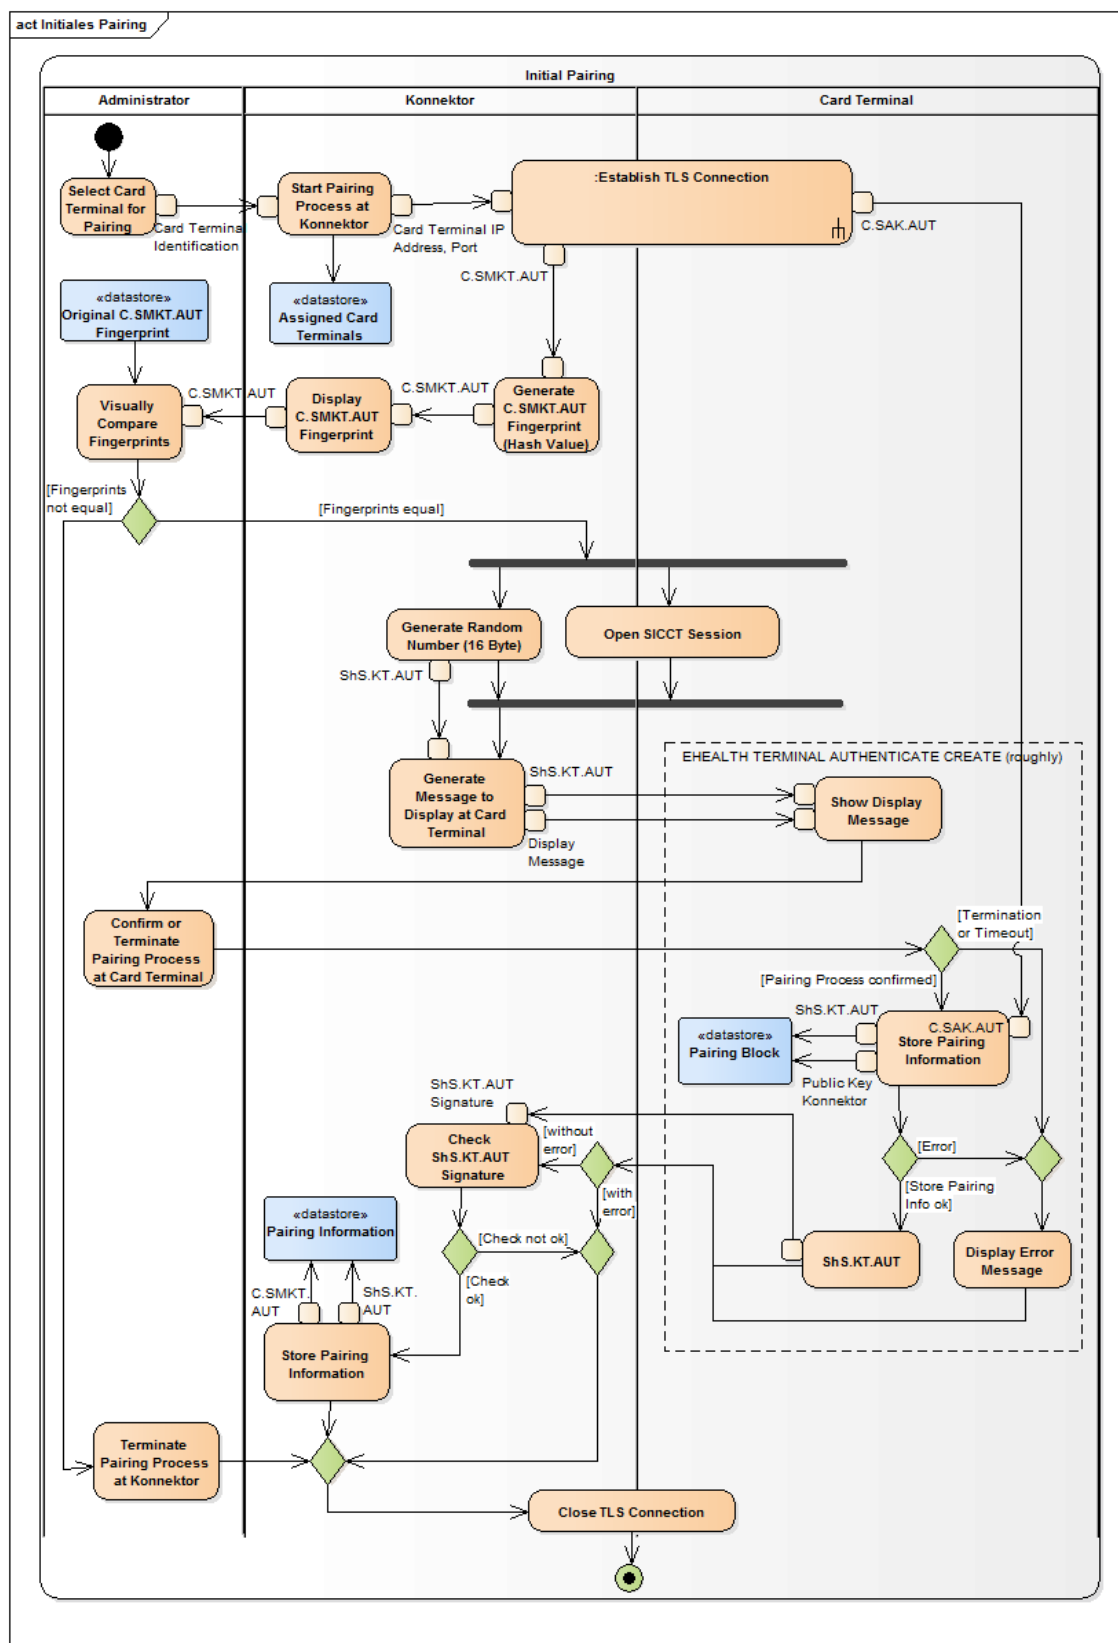 act Initiales Pairing
Initial Pairing
Administrator
Konnektor
Card Terminal
Select Card
Terminal for
Pairing
Card Terminal
Identification
Start Pairing
Process at
Konnektor
Card Terminal IP
Address, Port
:Establish TLS Connection
C.SAK.AUT
C.SMKT.AUT
«datastore»
Original C.SMKT.AUT
Fingerprint
«datastore»
Assigned Card
Terminals
Visually
Compare
Fingerprints
C.SMKT.AUT
Display
C.SMKT.AUT
Fingerprint
C.SMKT.AUT
Generate
C.SMKT.AUT
Fingerprint
(Hash Value)
[Fingerprints
not equal]
[Fingerprints equal]
Generate Random
Number (16 Byte)
Open SICCT Session
ShS.KT.AUT
Generate
Message to
Display at Card
Terminal
ShS.KT.AUT
Display
Message
EHEALTH TERMINAL AUTHENTICATE CREATE (roughly)
Show Display
Message
Confirm or
Terminate
Pairing Process
at Card Terminal
[Termination
or Timeout]
[Pairing Process confirmed]
ShS.KT.AUT
C.SAK.AUT
Store Pairing
Information
«datastore»
Pairing Block
Public Key
Konnektor
ShS.KT.AUT
Signature
Check
ShS.KT.AUT
Signature
[without
error]
[with
error]
[Error]
[Store Pairing
Info ok]
«datastore»
Pairing Information
[Check not ok]
[Check
ok]
ShS.KT.AUT
Display Error
Message
C.SMKT.
AUT
ShS.KT.
AUT
Store Pairing
Information
Terminate
Pairing Process
at Konnektor
Close TLS Connection